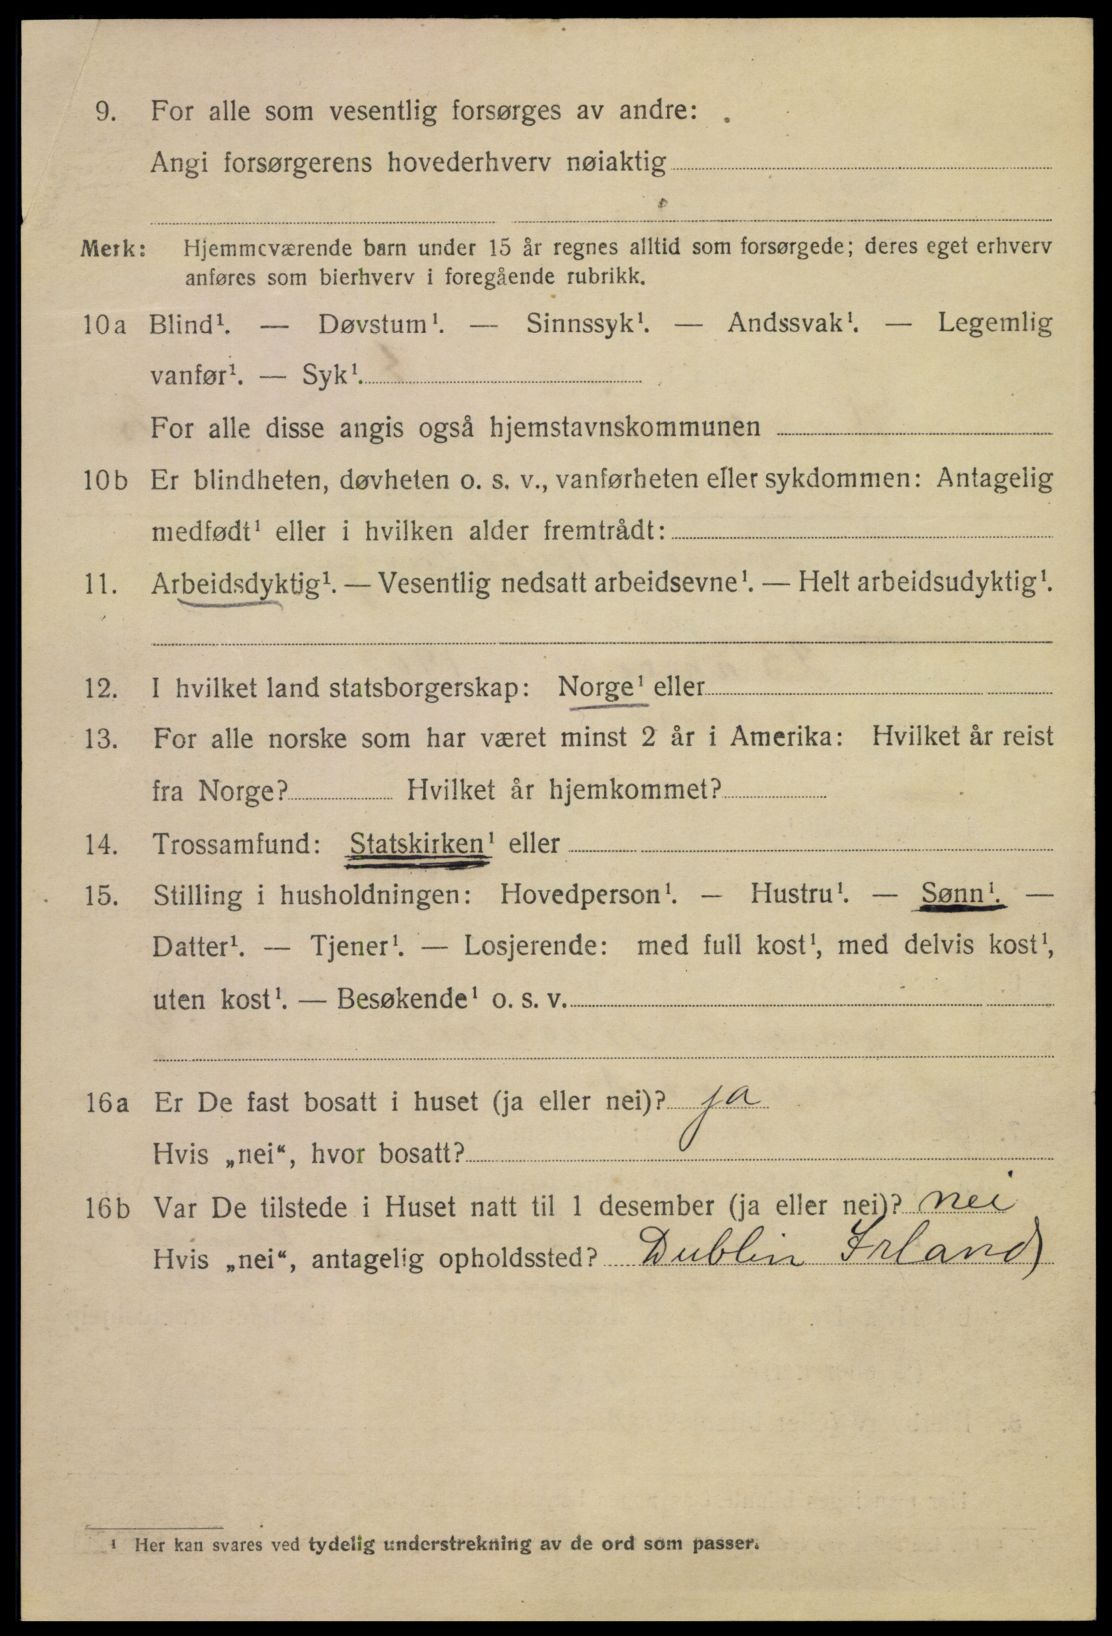 9. For alle som vesentlig forsørges av andre:
Angi forsørgerens hovederhverv nøiaktig
Merk: Hjemmeværende barn under 15 år regnes alltid som forsørgede; deres eget erhverv
anføres som bierhverv i foregående rubrikk.
10a Blind¹. — Døvstum¹. — Sinnssyk¹. — Andssvak¹. — Legemlig
vanfør¹. — Syk¹.
For alle disse angis også hjemstavnskommunen
10b Er blindheten, døvheten o. s. v., vanførheten eller sykdommen: Antagelig
medfødt¹ eller i hvilken alder fremtrådt:
11. Arbeidsdyktig¹. — Vesentlig nedsatt arbeidsevne¹. — Helt arbeidsudyktig¹.
12. I hvilket land statsborgerskap: Norge¹ eller
13. For alle norske som har været minst 2 år i Amerika: Hvilket år reist
fra Norge? Hvilket år hjemkommet?
14. Trossamfund: Statskirken¹ eller
15. Stilling i husholdningen: Hovedperson¹. — Hustru¹. — Sønn¹. —
Datter¹. — Tjener¹. — Losjerende: med full kost¹, med delvis kost¹,
uten kost¹. — Besøkende¹ o. s. v.
16a Er De fast bosatt i huset (ja eller nei)? ja
Hvis „nei“, hvor bosatt?
16b Var De tilstede i Huset natt til 1 desember (ja eller nei)? nei
Hvis „nei“, antagelig opholdssted? Dublin Irland)
¹ Her kan svares ved tydelig understrekning av de ord som passer.